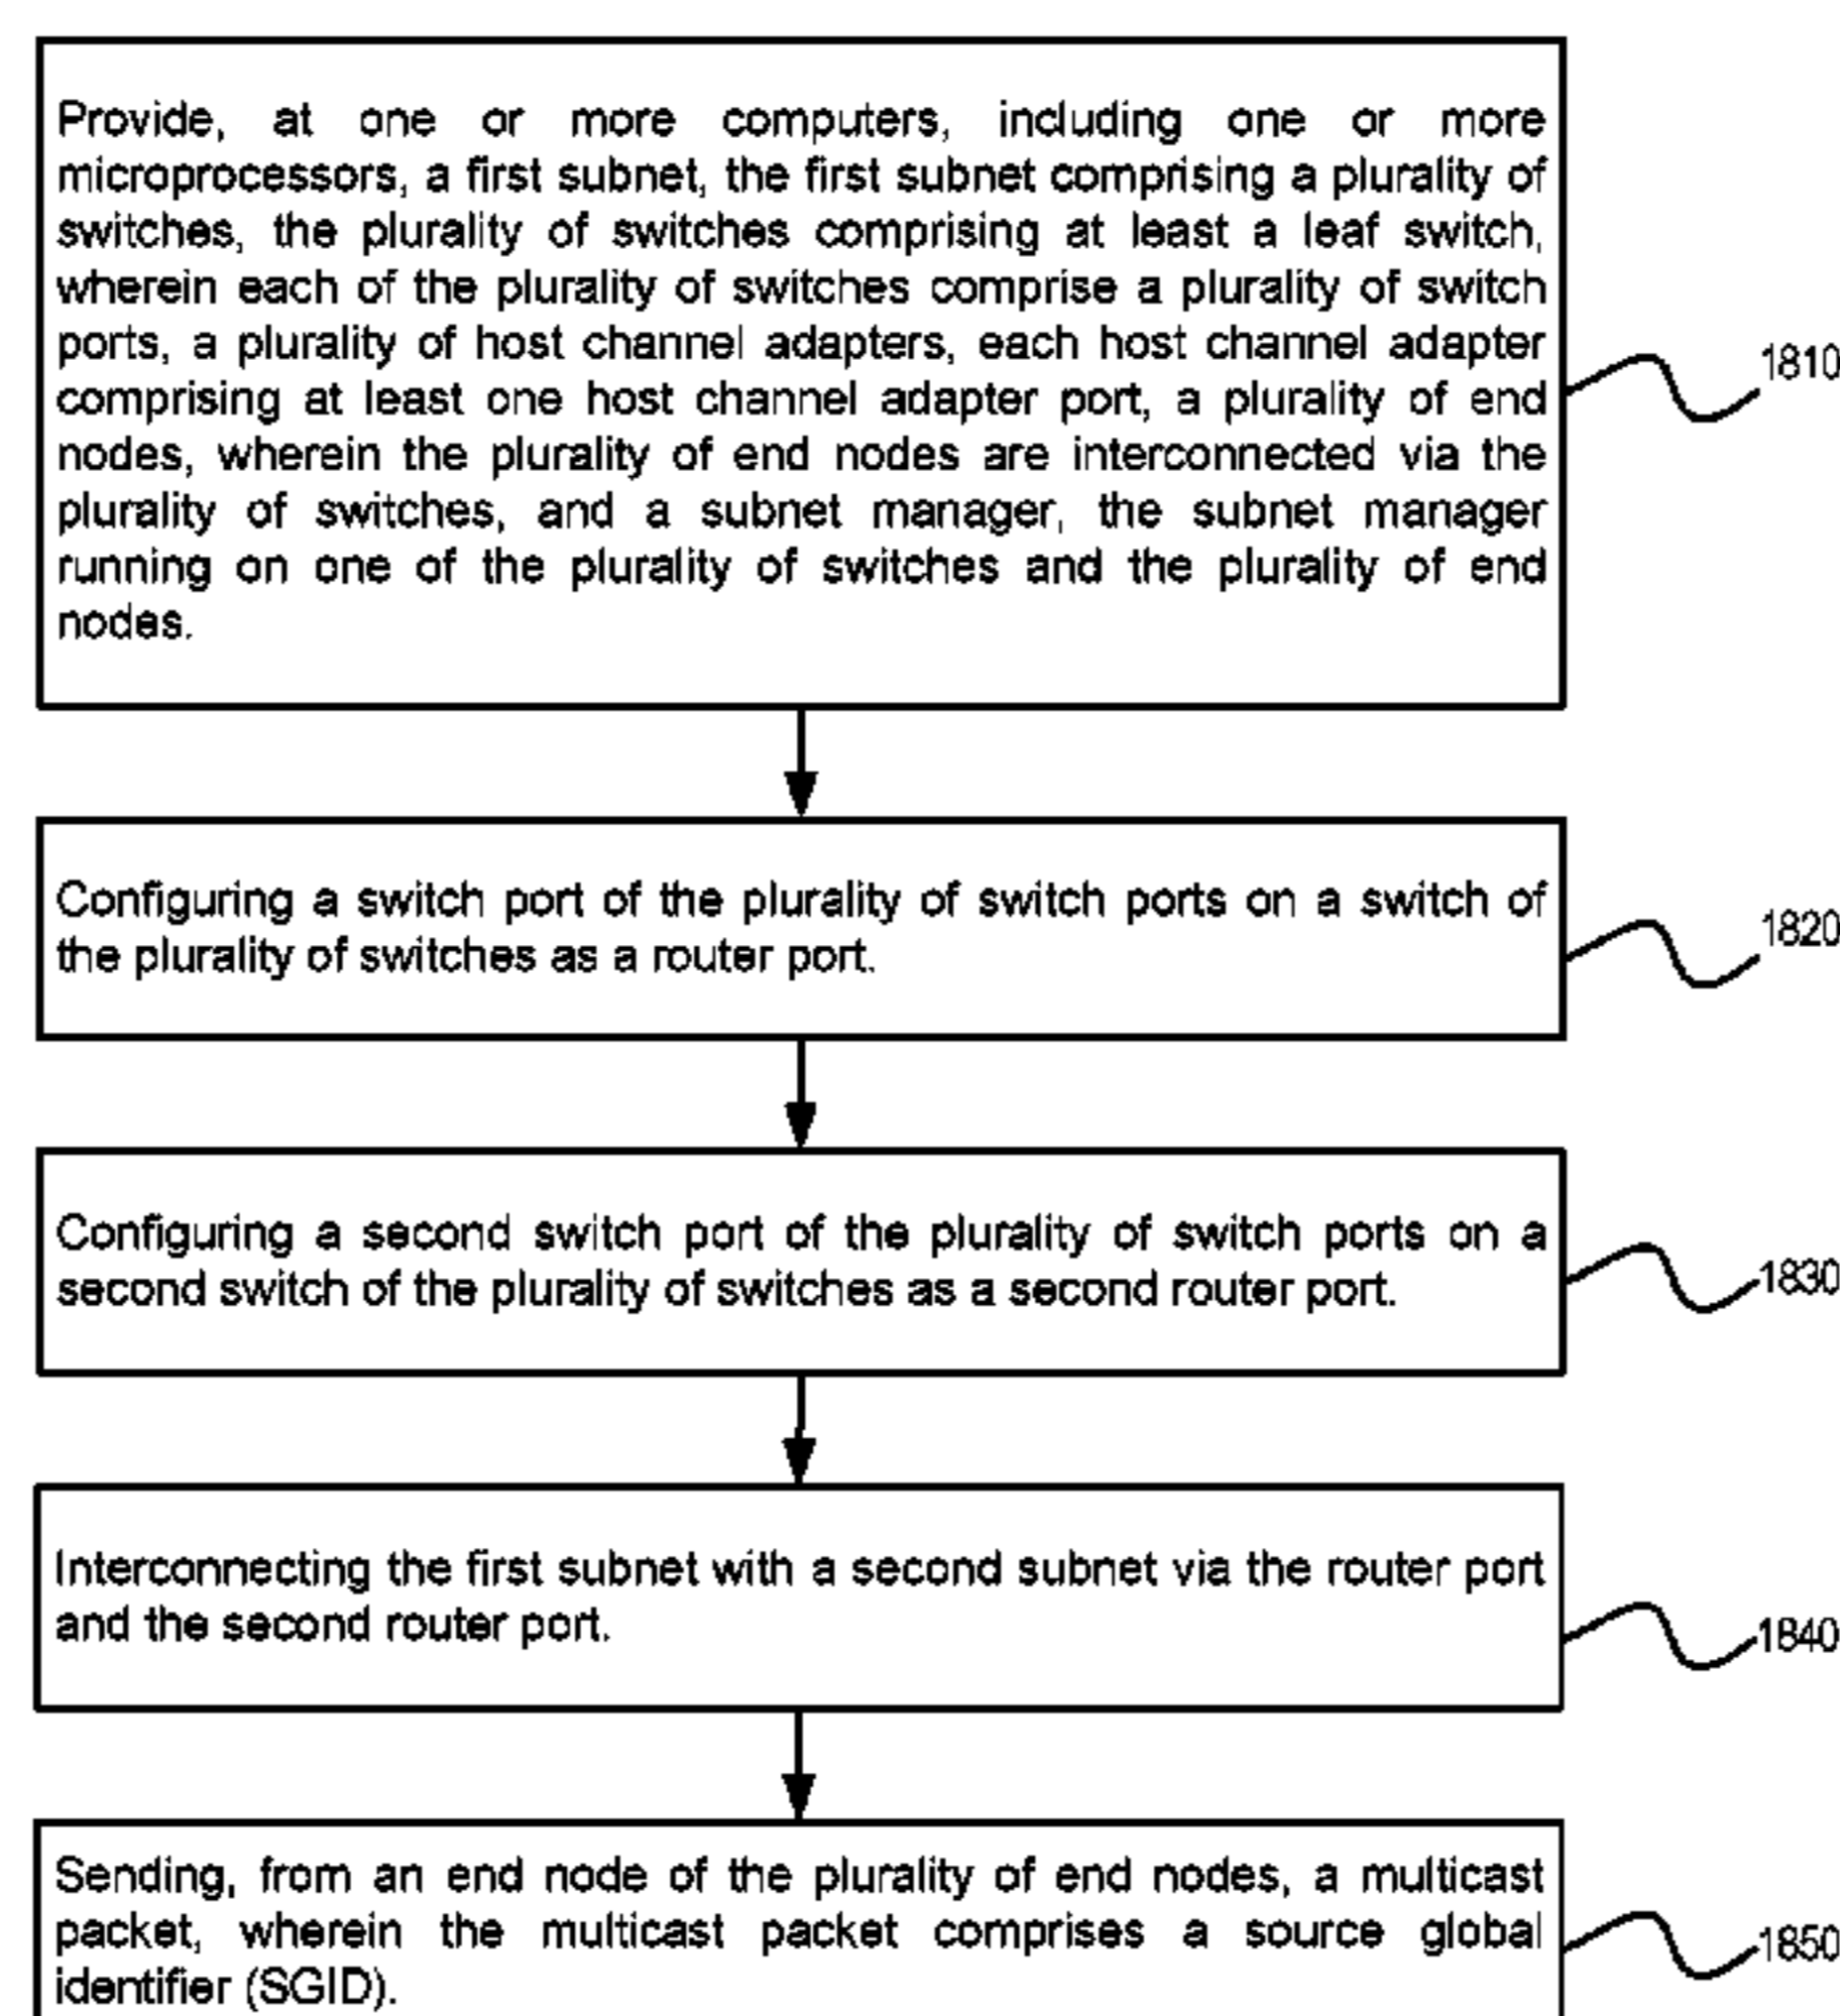 Provide, at one or more computers, including one or more
microprocessors, a first subnet, the first subnet comprising a plurality of
switches, the plurality of switches comprising at least a leaf switch,
wherein each of the plurality of switches comprise a plurality of switch
ports, a plurality of host channel adapters, each host channel adapter
comprising at least one host channel adapter port, a plurality of end
nodes, wherein the plurality of end nodes are interconnected via the
plurality of switches, and a subnet manager, the subnet manager
running on one of the plurality of switches and the plurality of end
nodes.
1810
Configuring a switch port of the plurality of switch ports on a switch of
the plurality of switches as a router port.
1820
Configuring a second switch port of the plurality of switch ports on a
second switch of the plurality of switches as a second router port.
1830
Interconnecting the first subnet with a second subnet via the router port
and the second router port.
1840
Sending, from an end node of the plurality of end nodes, a multicast
packet, wherein the multicast packet comprises a source global
identifier (SGID).
1850